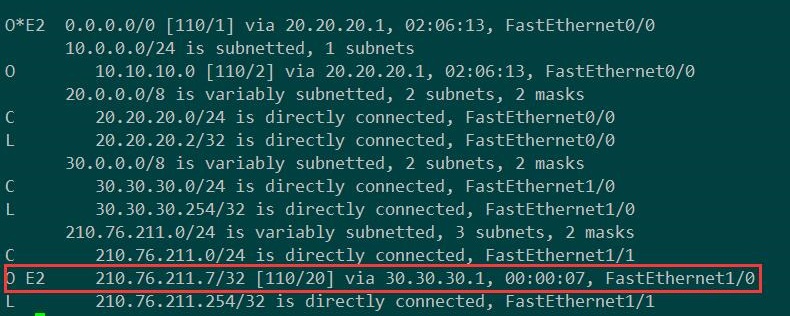 O*E2 0.0.0.0/0 [110/1] via 20.20.20.1, 02:06:13, FastEthernet0/0
10.0.0.0/24 is subnetted, 1 subnets
O 10.10.10.0 [110/2] via 20.20.20.1, 02:06:13, FastEthernet0/0
20.0.0.0/8 is variably subnetted, 2 subnets, 2 masks
C 20.20.20.0/24 is directly connected, FastEthernet0/0
L 20.20.20.2/32 is directly connected, FastEthernet0/0
30.0.0.0/8 is variably subnetted, 2 subnets, 2 masks
C 30.30.30.0/24 is directly connected, FastEthernet1/0
L 30.30.30.254/32 is directly connected, FastEthernet1/0
210.76.211.0/24 is variably subnetted, 3 subnets, 2 masks
C 210.76.211.0/24 is directly connected, FastEthernet1/1
O E2 210.76.211.7/32 [110/20] via 30.30.30.1, 00:00:07, FastEthernet1/0
L 210.76.211.254/32 is directly connected, FastEthernet1/1